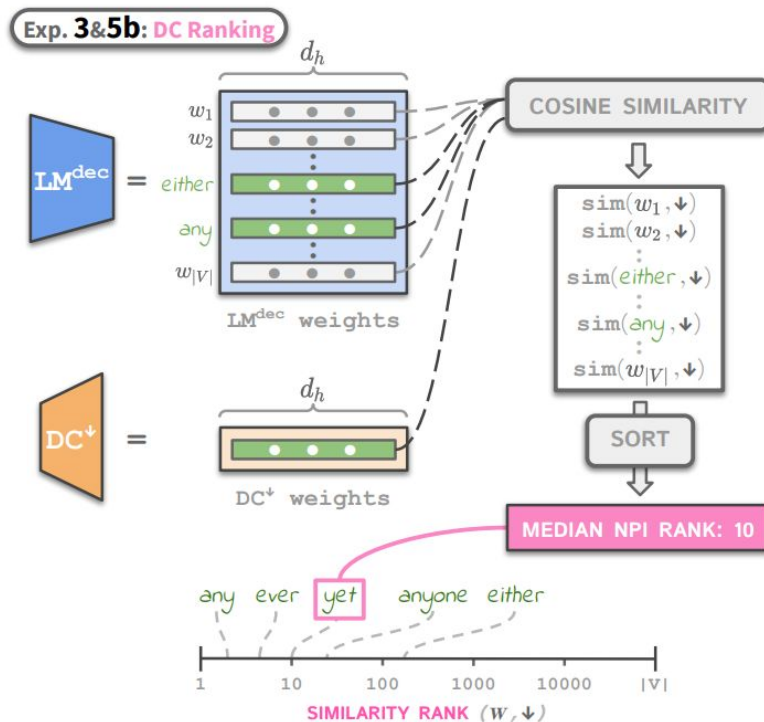 Exp. 3&5b: DC Ranking
d_h
w_1
w_2
either
any
w_|V|
LM^dec
=
LM^dec weights
COSINE SIMILARITY
sim(w_1,↓)
sim(w_2,↓)
sim(either,↓)
sim(any,↓)
sim(w_|V|,↓)
SORT
d_h
DC^↓
=
DC^↓ weights
MEDIAN NPI RANK: 10
any ever yet anyone either
1 10 100 1000 10000 |V|
SIMILARITY RANK (W,↓)